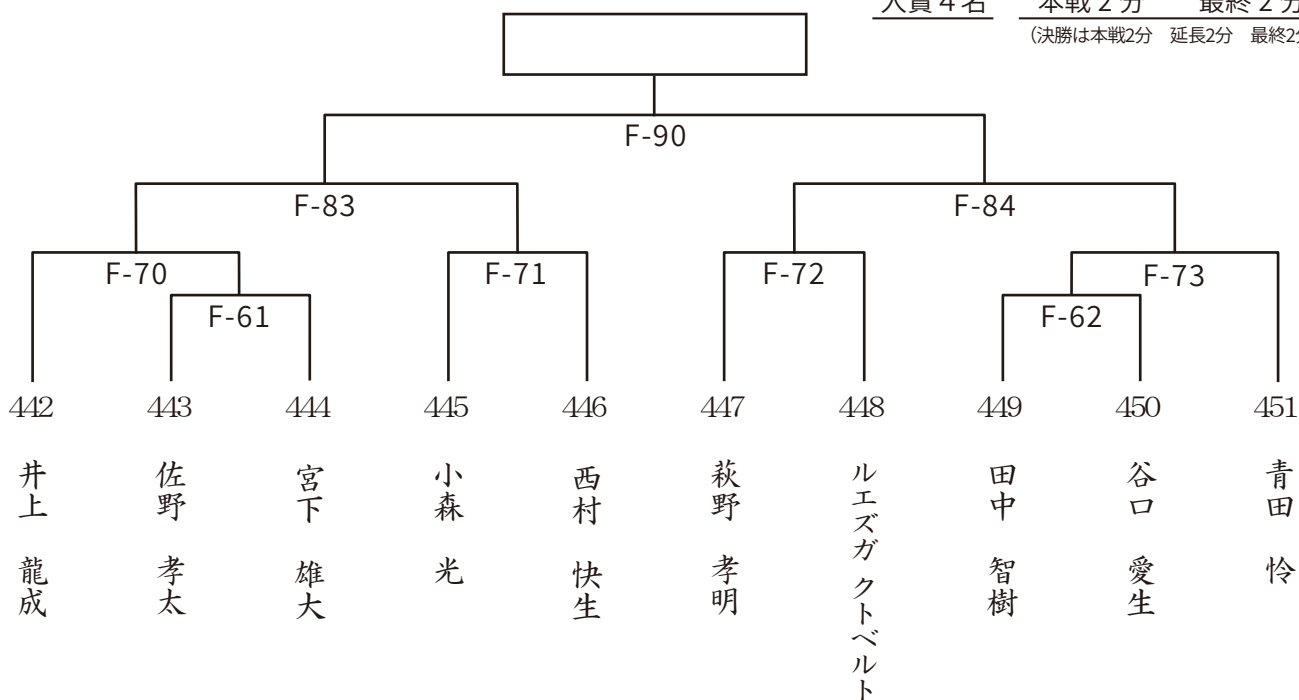 入賞４名　本戦２分　最終２分
（決勝は本戦2分　延長2分　最終2分
F-90
F-83
F-84
F-70
F-71
F-72
F-73
F-61
F-62
442
443
444
445
446
447
448
449
450
451
井上　龍成
佐野　孝太
宮下　雄大
小森　光
西村　快生
萩野　孝明
ルエズガ クトベルト
田中　智樹
谷口　愛生
青田　怜